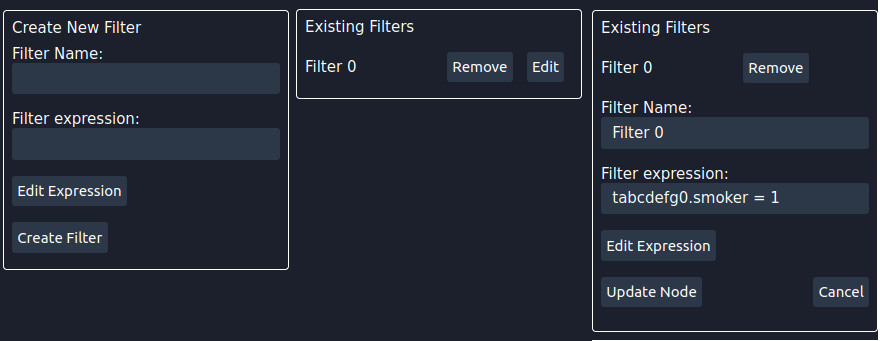 Create New Filter
Filter Name:
Filter expression:
Edit Expression
Create Filter
Existing Filters
Filter 0 Remove Edit
Existing Filters
Filter 0 Remove
Filter Name:
Filter 0
Filter expression:
tabcdefg0.smoker = 1
Edit Expression
Update Node Cancel